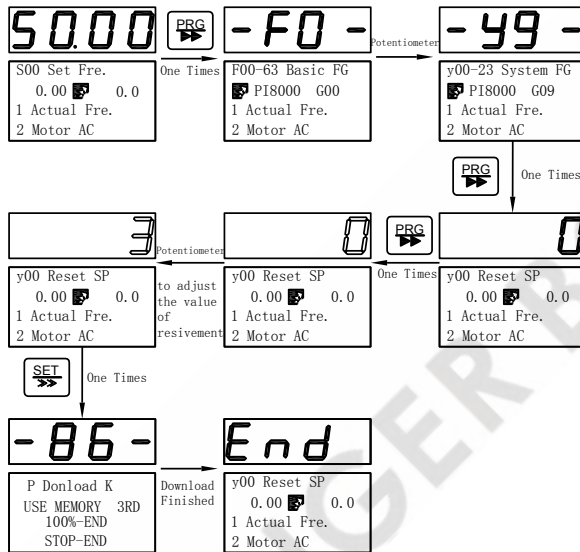 50.00
PRG
- F0 -
Potentiometer
- y9 -
One Times
S00 Set Fre.
0.00 0.0
1 Actual Fre.
2 Motor AC
F00-63 Basic FG
PI8000 G00
1 Actual Fre.
2 Motor AC
y00-23 System FG
PI8000 G09
1 Actual Fre.
2 Motor AC
PRG
One Times
0
y00 Reset SP
0.00 0.0
1 Actual Fre.
2 Motor AC
PRG
One Times
0
y00 Reset SP
0.00 0.0
1 Actual Fre.
2 Motor AC
Potentiometer
to adjust
the value
of
resivement
3
y00 Reset SP
0.00 0.0
1 Actual Fre.
2 Motor AC
SET
One Times
- 86 -
P Donload K
USE MEMORY 3RD
100%-END
STOP-END
Download
Finished
End
y00 Reset SP
0.00 0.0
1 Actual Fre.
2 Motor AC